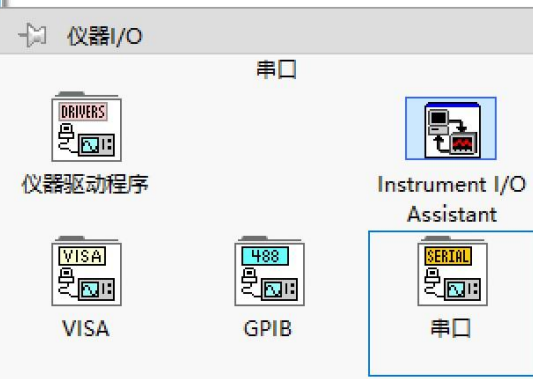 仪器I/O
串口
DRIVERS
仪器驱动程序
Instrument I/O
Assistant
VISA
488
SERIAL
VISA
GPIB
串口